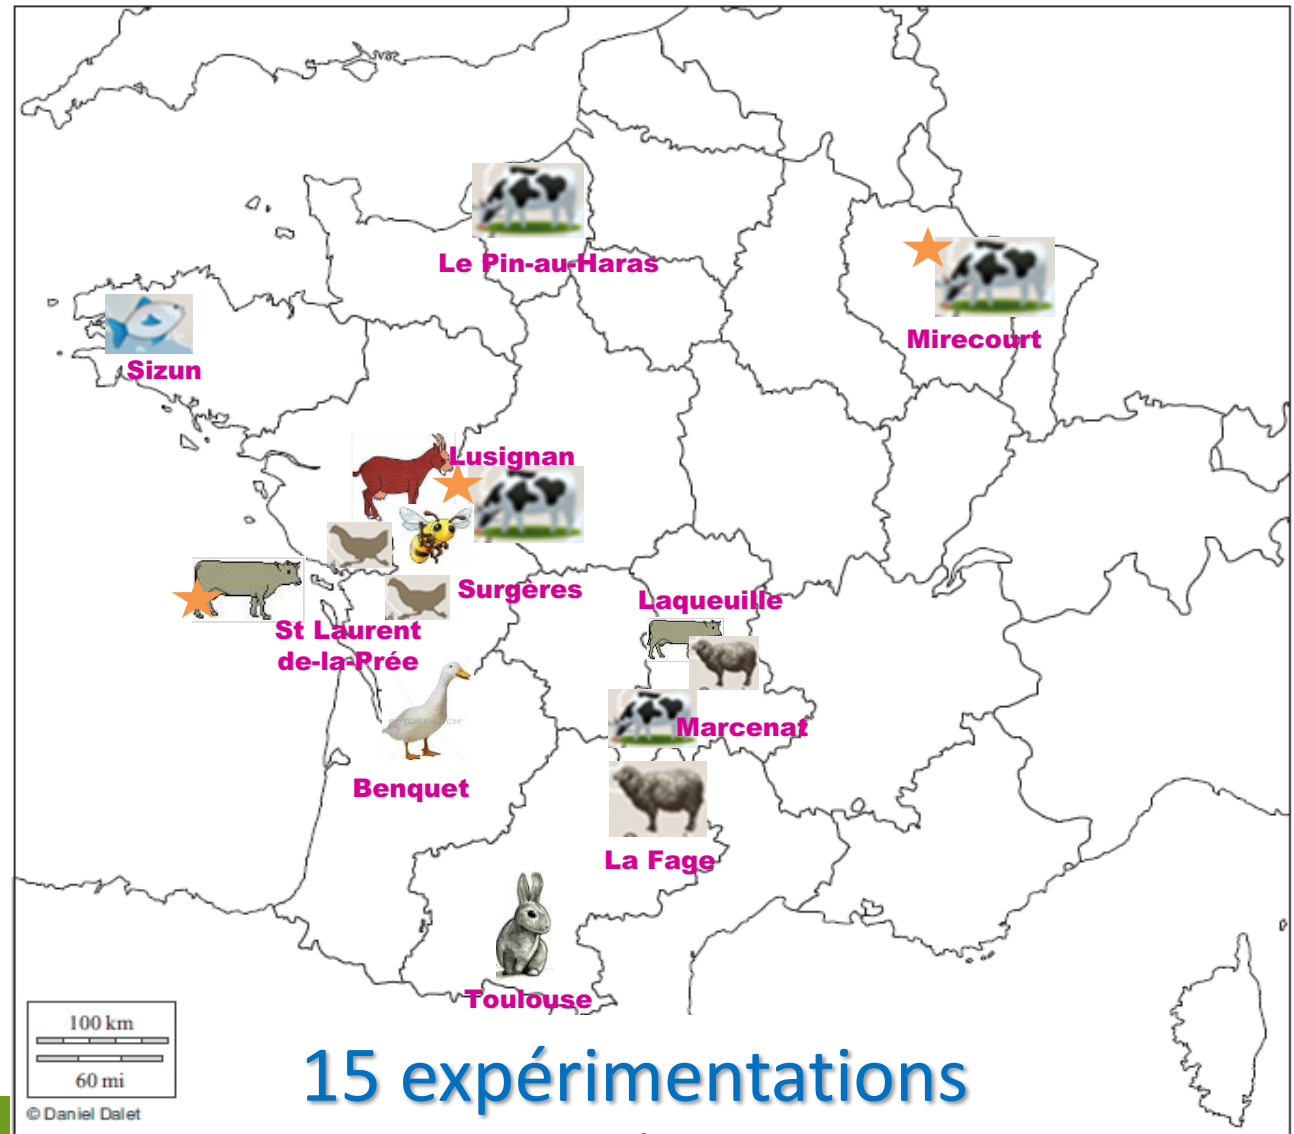 Le Pin-au-Haras
Mirecourt
Sizun
Lusignan
Surgères
Laqueuille
St Laurent
de-la-Prée
Marcenat
Benquet
La Fage
Toulouse
100 km
60 mi
© Daniel Dalet
15 expérimentations